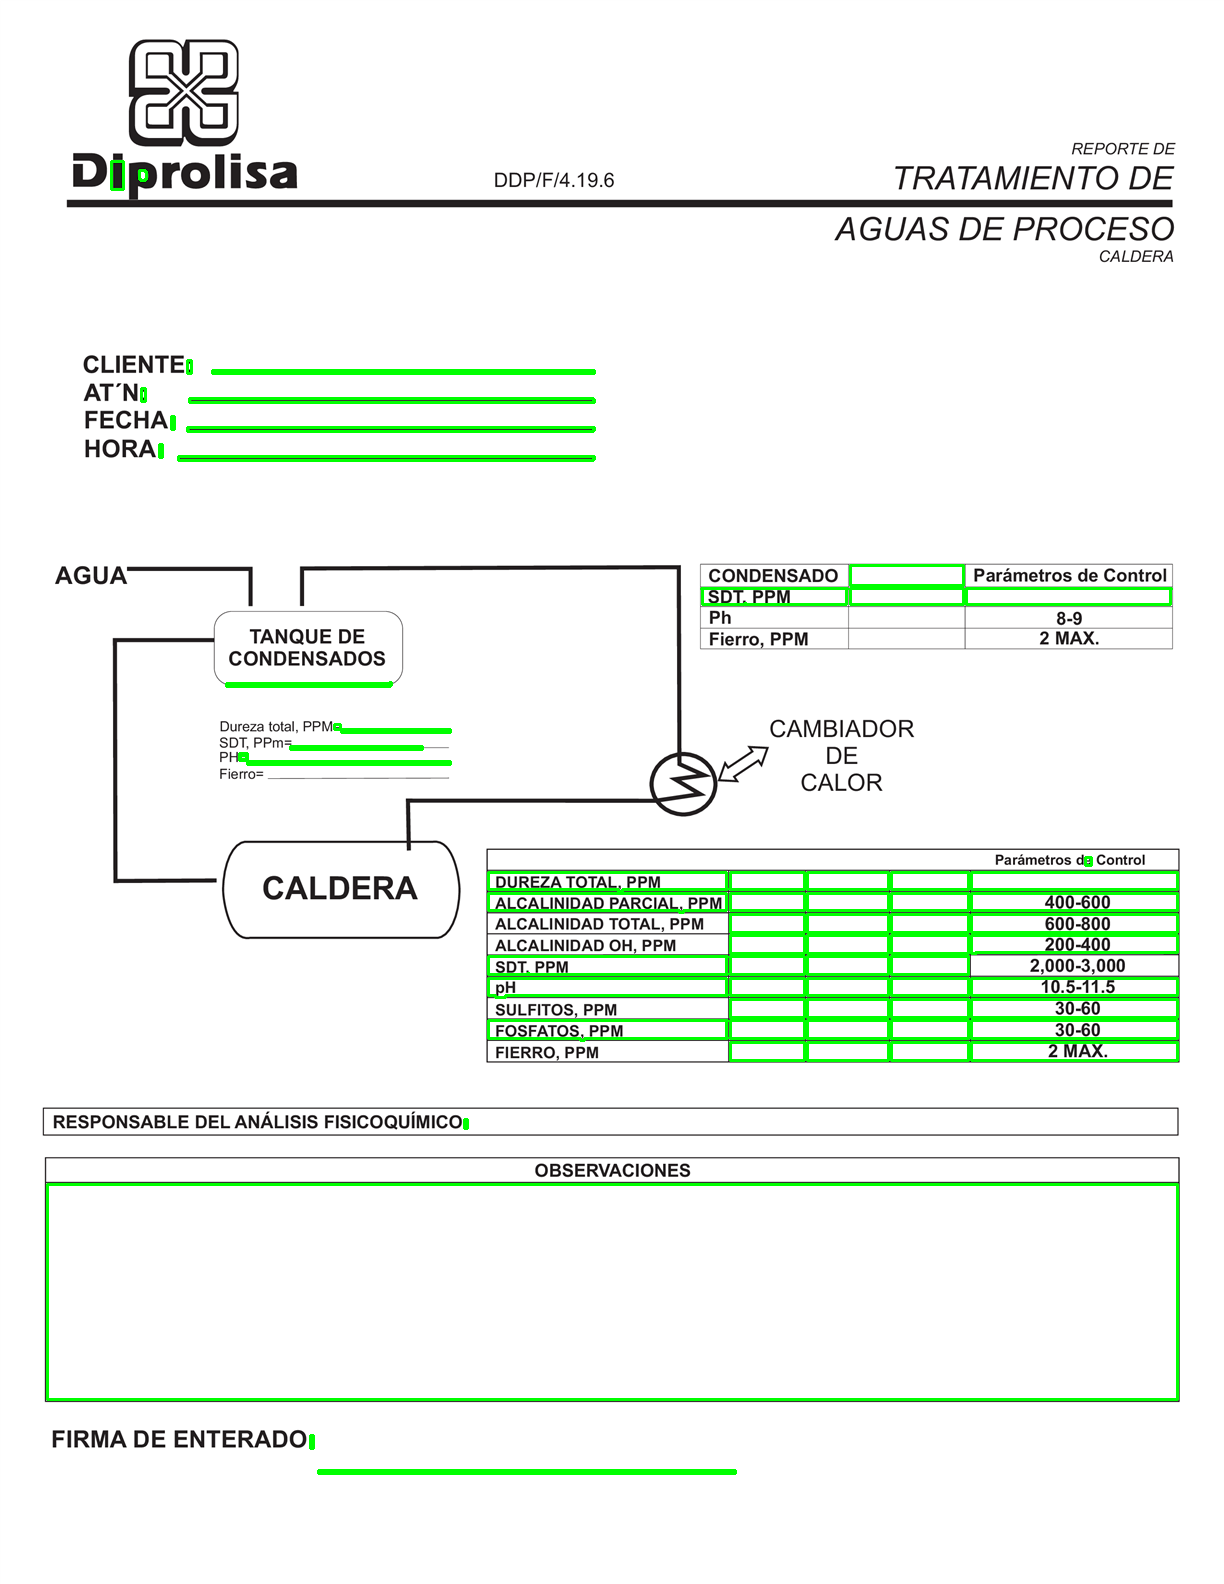 Diprolisa
DDP/F/4.19.6
REPORTE DE
TRATAMIENTO DE
AGUAS DE PROCESO
CALDERA
CLIENTE:
AT´N:
FECHA:
HORA:
AGUA
TANQUE DE
CONDENSADOS
CONDENSADO Parámetros de Control
SDT, PPM
Ph 8-9
Fierro, PPM 2 MAX.
Dureza total, PPM=
SDT, PPm=
PH=
Fierro=
CAMBIADOR
DE
CALOR
CALDERA
Parámetros de Control
DUREZA TOTAL, PPM
ALCALINIDAD PARCIAL, PPM 400-600
ALCALINIDAD TOTAL, PPM 600-800
ALCALINIDAD OH, PPM 200-400
SDT, PPM 2,000-3,000
pH 10.5-11.5
SULFITOS, PPM 30-60
FOSFATOS, PPM 30-60
FIERRO, PPM 2 MAX.
RESPONSABLE DEL ANÁLISIS FISICOQUÍMICO:
OBSERVACIONES
FIRMA DE ENTERADO: